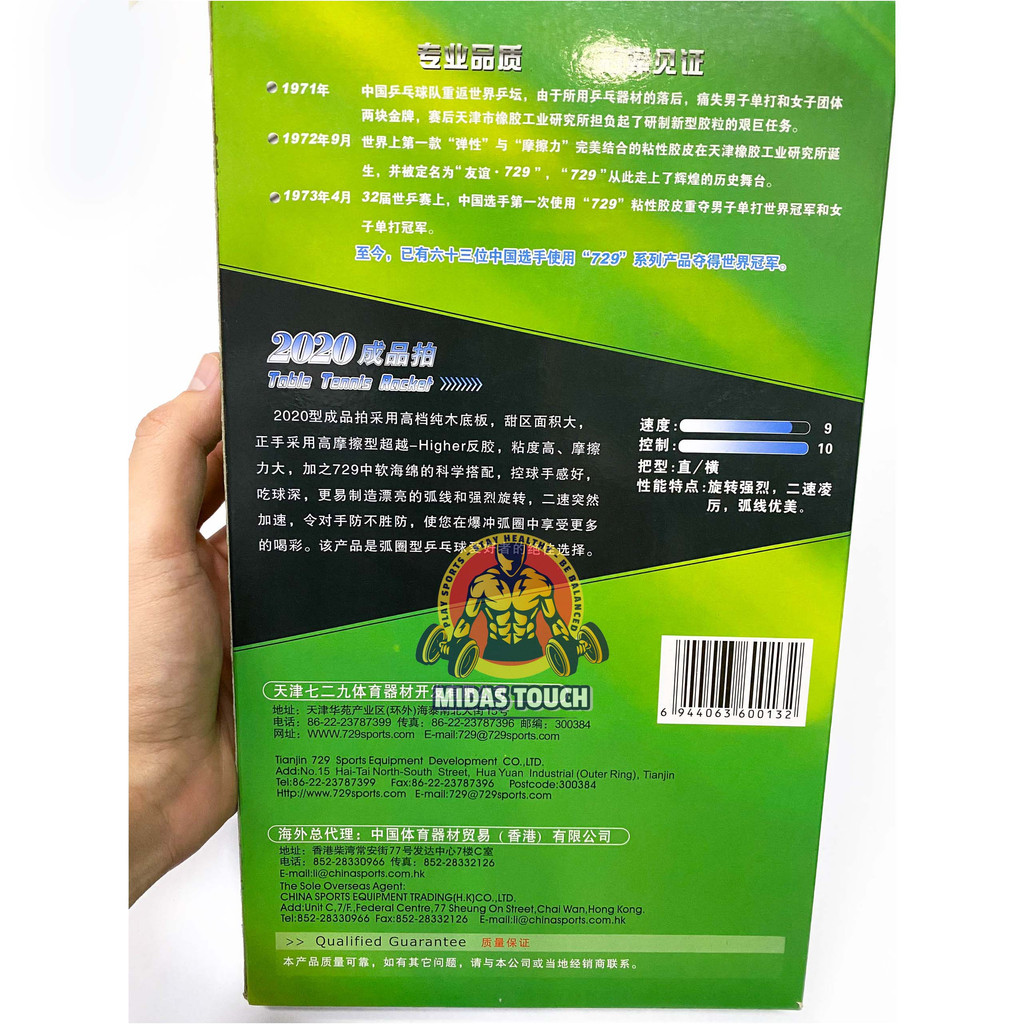 专业品质 见证
1971年 中国乒乓球队重返世界乒坛，由于所用乒乓器材的落后，痛失男子单打和女子团体
两块金牌，赛后天津市橡胶工业研究所担负起了研制新型胶粒的艰巨任务。
1972年9月 世界上第一款“弹性”与“摩擦力”完美结合的粘性胶皮在天津橡胶工业研究所诞
生，并被定名为“友谊·729”，“729”从此走上了辉煌的历史舞台。
1973年4月 32届世乒赛上，中国选手第一次使用“729”粘性胶皮重夺男子单打世界冠军和女
子单打冠军。
至今，已有六十三位中国选手使用“729”系列产品夺得世界冠军。
2020成品拍
Table Tennis Racket
2020型成品拍采用高档纯木底板，甜区面积大，
正手采用高摩擦型超越-Higher反胶，粘度高、摩擦
力大，加之729中软海绵的科学搭配，控球手感好，
吃球深，更易制造漂亮的弧线和强烈旋转，二速突然
加速，令对手防不胜防，使您在爆冲弧圈中享受更多
的喝彩。该产品是弧圈型乒乓球爱好者的绝佳选择。
速度: 9
控制: 10
把型:直/横
性能特点:旋转强烈，二速凌
厉，弧线优美。
PLAY SPORTS - STAY HEALTHY - BE BALANCED
MIDAS TOUCH
6 944063 600132
天津七二九体育器材开
地址：天津华苑产业区(环外)海泰南北大街15号
电话：86-22-23787399 传真：86-22-23787396 邮编：300384
网址：WWW.729sports.com E-mail:729@729sports.com
Tianjin 729 Sports Equipment Development CO.,LTD.
Add:No.15 Hai-Tai North-South Street, Hua Yuan Industrial (Outer Ring), Tianjin
Tel:86-22-23787399 Fax:86-22-23787396 Postcode:300384
Http://www.729sports.com E-mail:729@729sports.com
海外总代理：中国体育器材贸易（香港）有限公司
地址：香港柴湾常安街77号发达中心7楼C室
电话：852-28330966 传真：852-28332126
E-mail:li@chinasports.com.hk
The Sole Overseas Agent:
CHINA SPORTS EQUIPMENT TRADING(H.K)CO.,LTD.
Add:Unit C,7/F.,Federal Centre,77 Sheung On Street,Chai Wan,Hong Kong.
Tel:852-28330966 Fax:852-28332126 E-mail:li@chinasports.com.hk
>> Qualified Guarantee 质量保证
本产品质量可靠，如有其它问题，请与本公司或当地经销商联系。